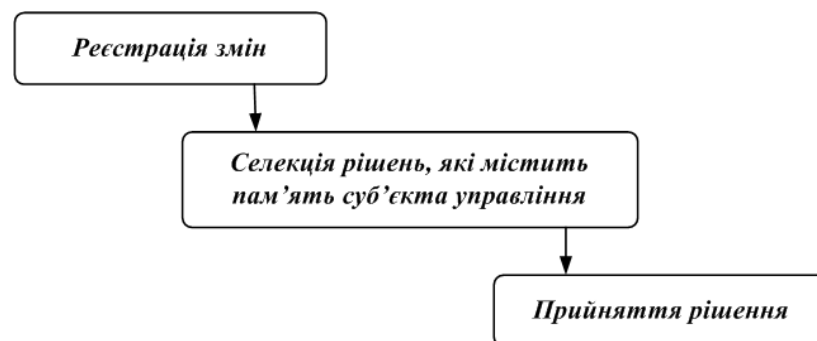 Реєстрація змін
Селекція рішень, які містить
пам’ять суб’єкта управління
Прийняття рішення